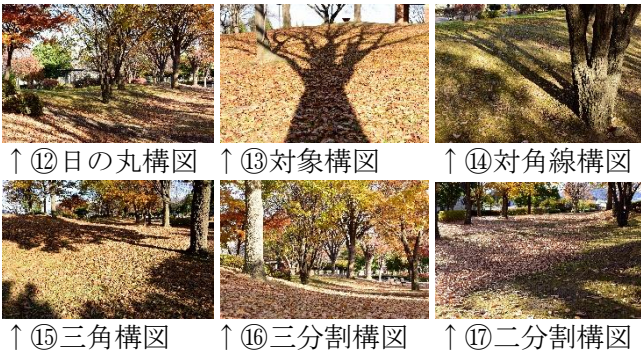 ↑⑫日の丸構図 ↑⑬対象構図 ↑⑭対角線構図
↑⑮三角構図 ↑⑯三分割構図 ↑⑰二分割構図